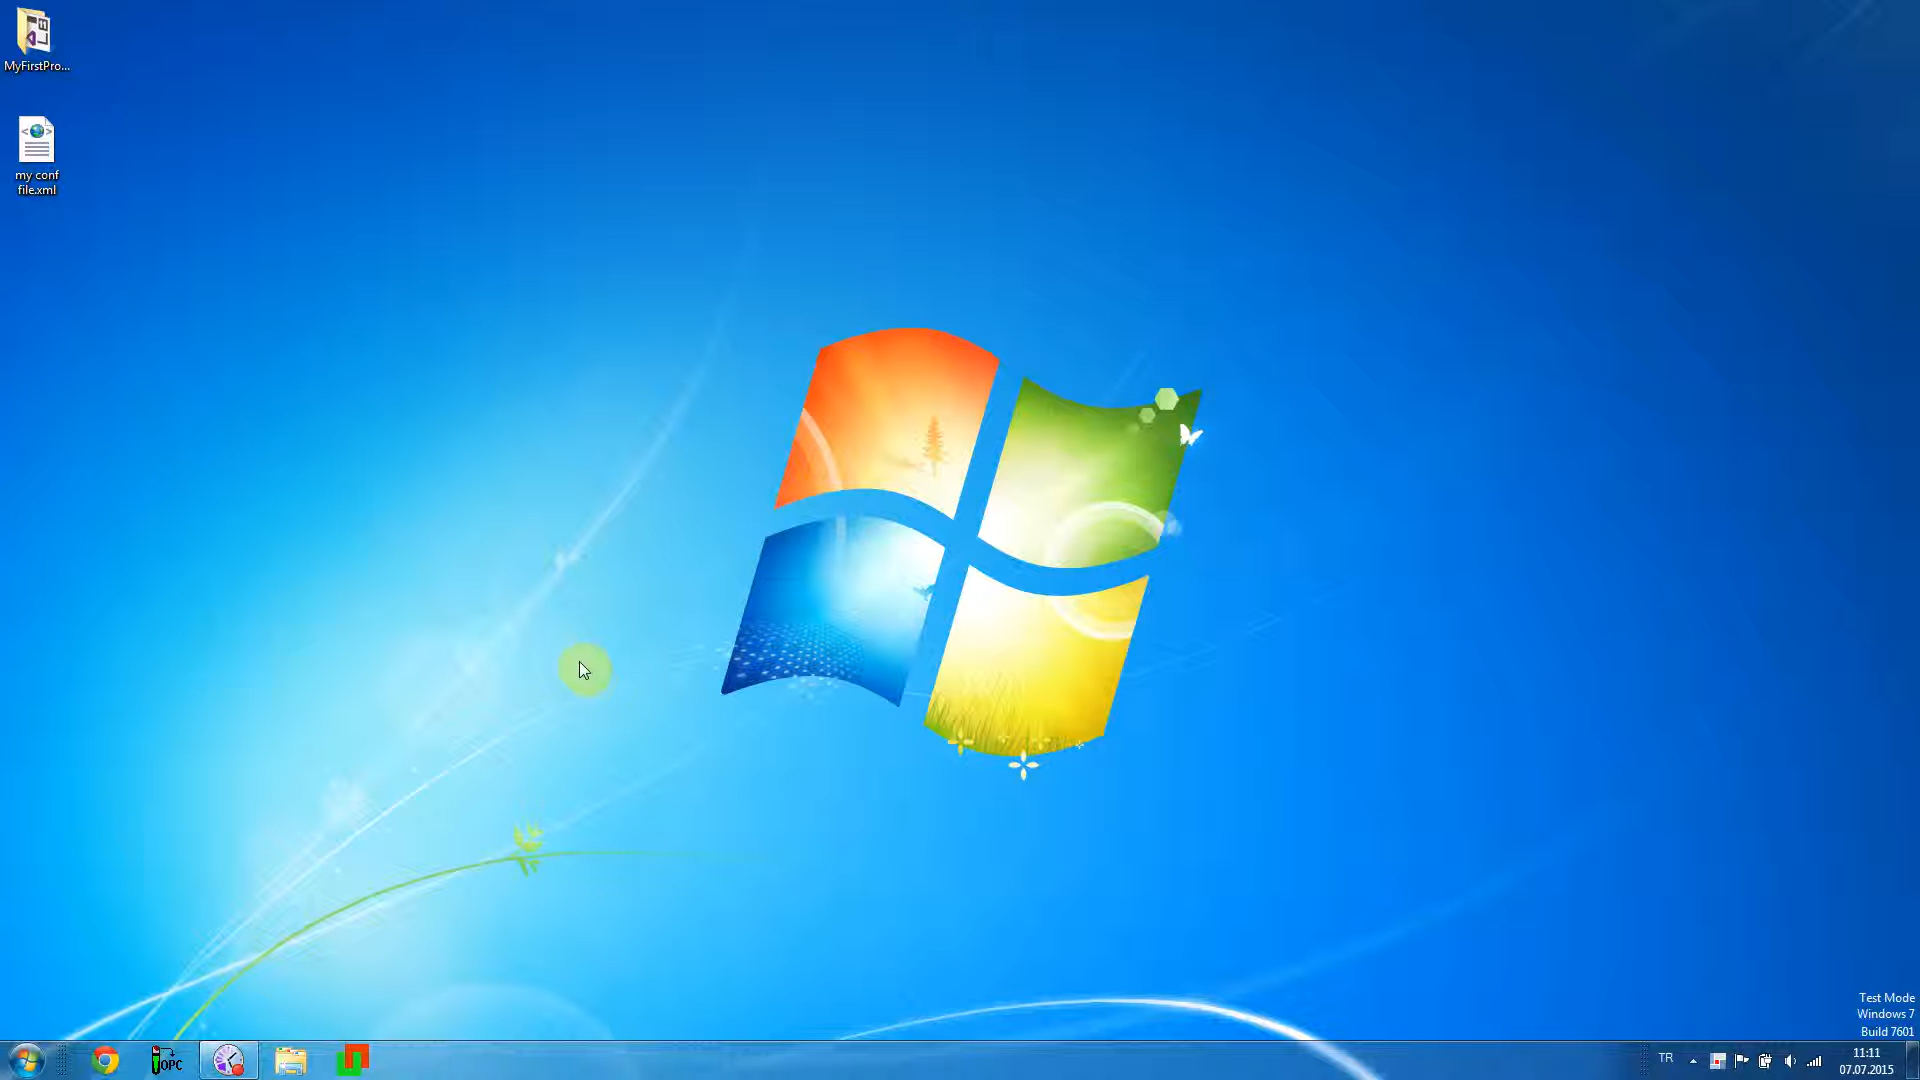 MyFirstPro...
my conf
file.xml
Test Mode
Windows 7
Build 7601
OPC
TR
11:11
07.07.2015